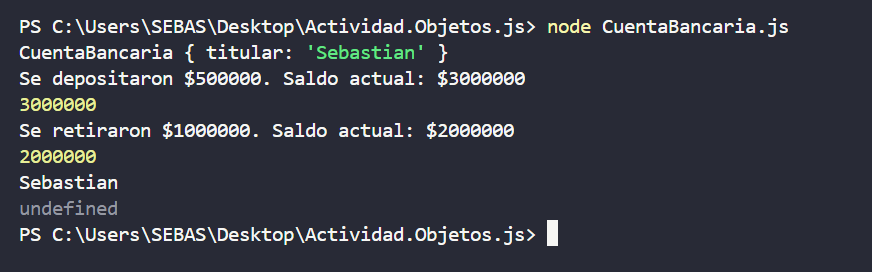 PS C:\Users\SEBAS\Desktop\Actividad.Objetos.js> node CuentaBancaria.js
CuentaBancaria { titular: 'Sebastian' }
Se depositaron $500000. Saldo actual: $3000000
3000000
Se retiraron $1000000. Saldo actual: $2000000
2000000
Sebastian
undefined
PS C:\Users\SEBAS\Desktop\Actividad.Objetos.js>